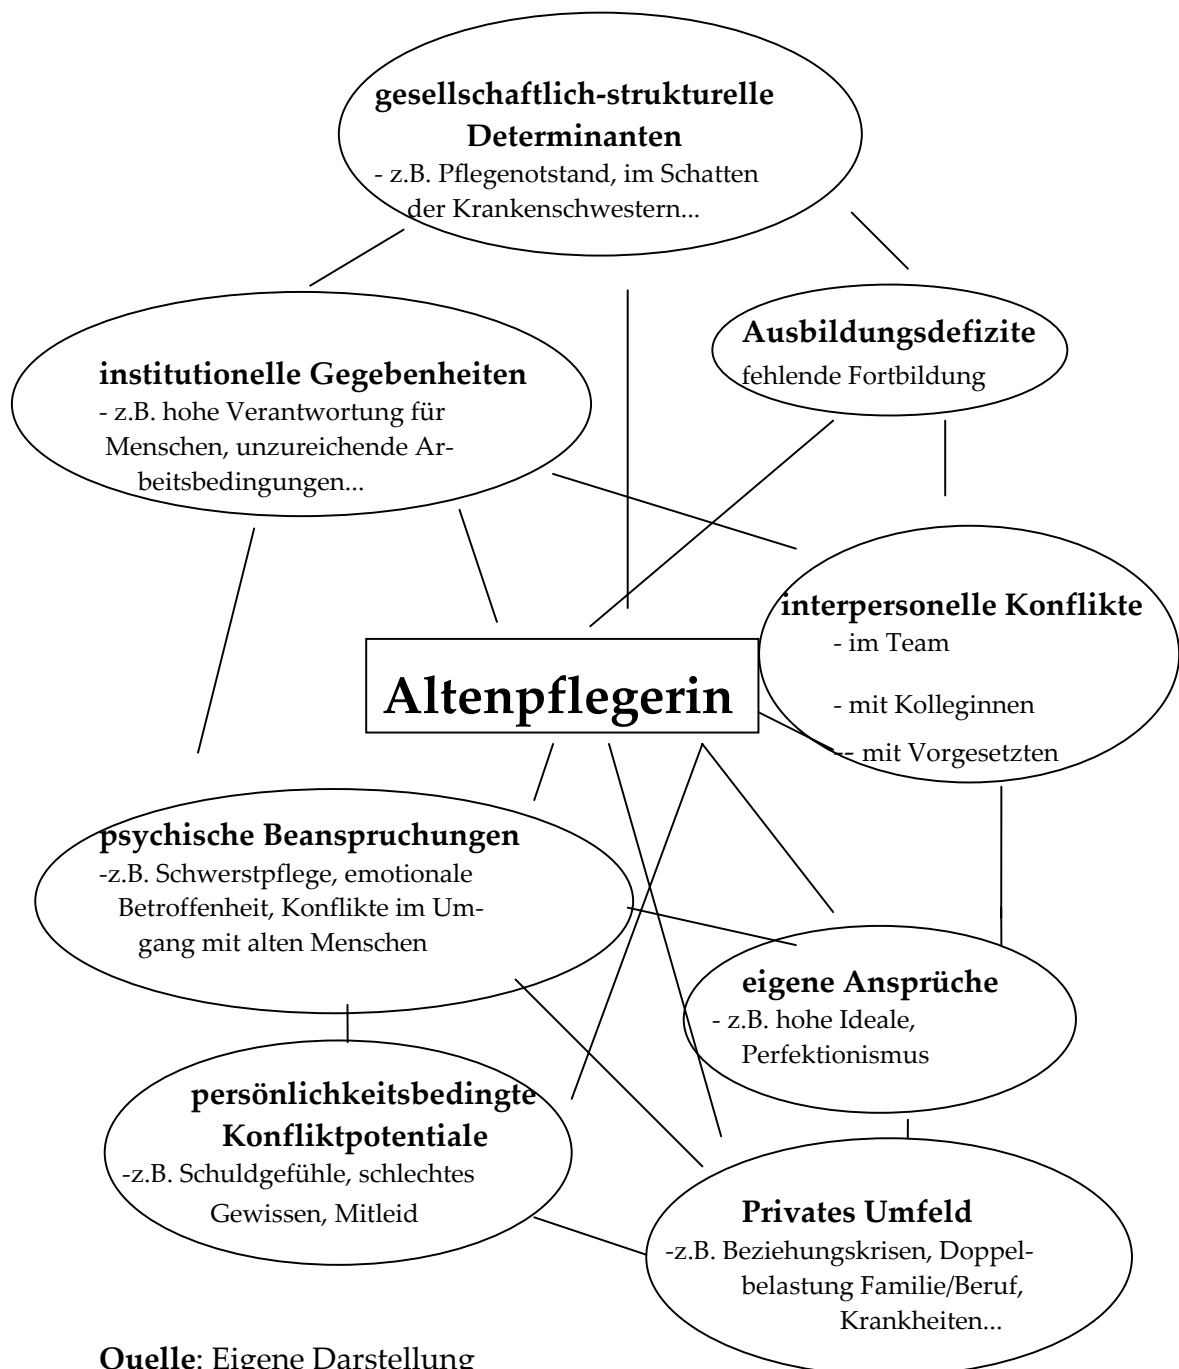 gesellschaftlich-strukturelle
Determinanten
- z.B. Pflegenotstand, im Schatten
der Krankenschwestern...
institutionelle Gegebenheiten
- z.B. hohe Verantwortung für
Menschen, unzureichende Ar-
beitsbedingungen...
Ausbildungsdefizite
fehlende Fortbildung
interpersonelle Konflikte
- im Team
- mit Kolleginnen
-- mit Vorgesetzten
Altenpflegerin
psychische Beanspruchungen
-z.B. Schwerstpflege, emotionale
Betroffenheit, Konflikte im Um-
gang mit alten Menschen
eigene Ansprüche
- z.B. hohe Ideale,
Perfektionismus
persönlichkeitsbedingte
Konfliktpotentiale
-z.B. Schuldgefühle, schlechtes
Gewissen, Mitleid
Privates Umfeld
-z.B. Beziehungskrisen, Doppel-
belastung Familie/Beruf,
Krankheiten...
Quelle: Eigene Darstellung